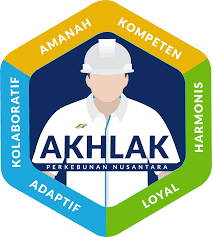 AMANAH
KOMPETEN
HARMONIS
LOYAL
ADAPTIF
KOLABORATIF
AKHLAK
PERKEBUNAN NUSANTARA